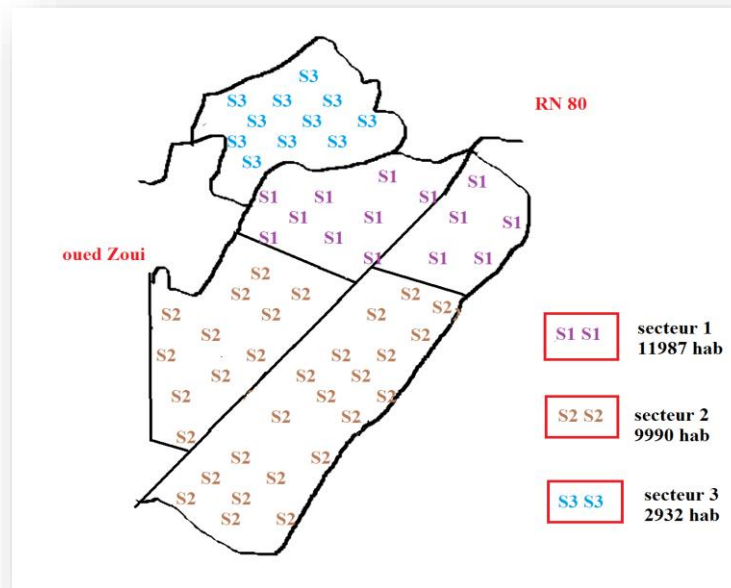 S3
S3 S3 S3
RN 80
S3 S3 S3
S3 S3 S3
S3
S1 S1
S1 S1 S1
S1 S1 S1 S1
S1 S1
oued Zoui
S1 S1 S1
S2
S2 S2 S2
S2 S2 S2 S2
S2 S2
S2 S2 S2 S2
S2 S2 S2
S2 S2 S2
S2 S2
S2
S2 S2
S2 S2
S2 S2
S2 S2
S1 S1
secteur 1
11987 hab
S2 S2
secteur 2
9990 hab
S3 S3
secteur 3
2932 hab